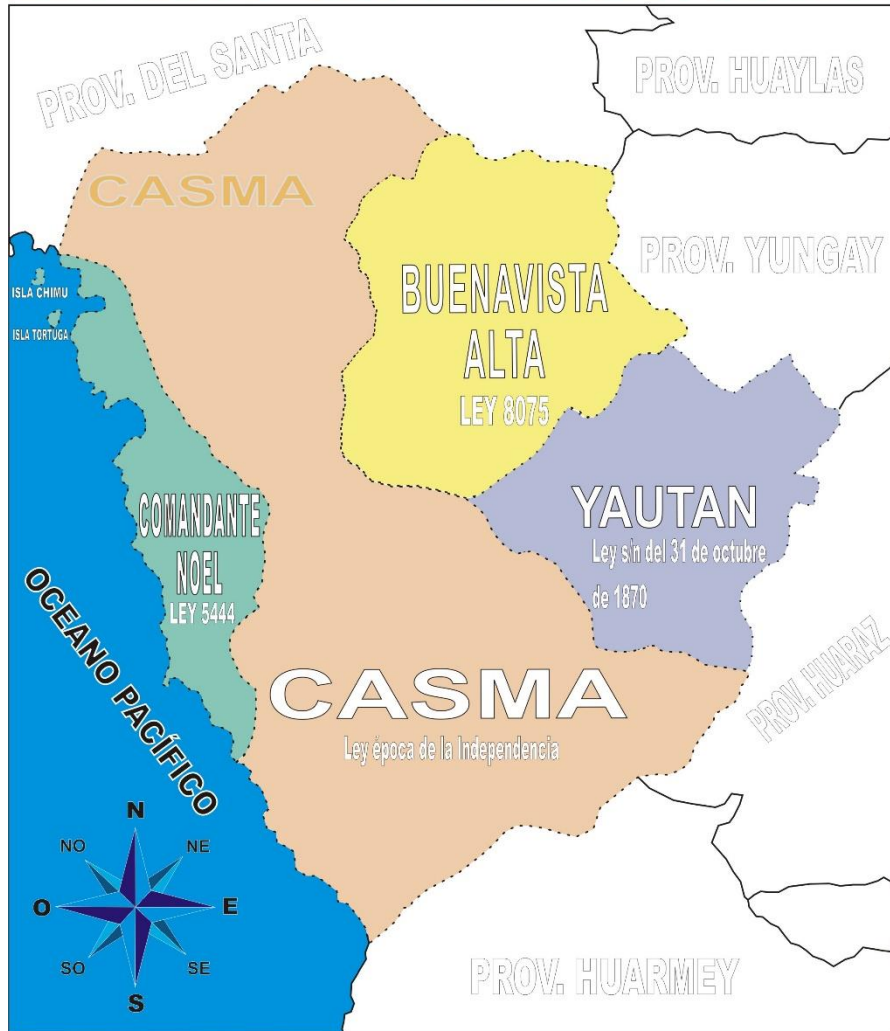 PROV. DEL SANTA
PROV. HUAYLAS
CASMA
PROV. YUNGAY
BUENAVISTA
ALTA
LEY 8075
ISLA CHIMU
ISLA TORTUGA
COMANDANTE
NOEL
LEY 5444
YAUTAN
Ley s/n del 31 de octubre
de 1870
OCEANO PACÍFICO
CASMA
Ley época de la Independencia
PROV. HUARAZ
N
NO
NE
O
E
SO
SE
S
PROV. HUARMEY